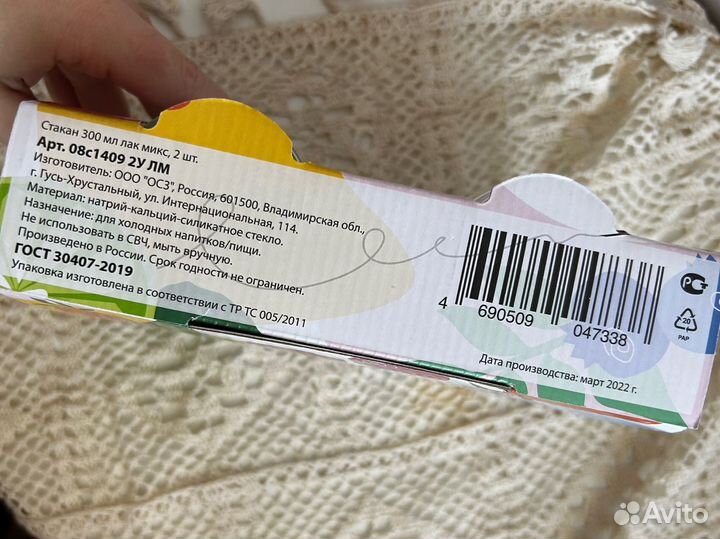 Стакан 300 мл лак микс, 2 шт.
Арт. 08с1409 2У ЛМ
Изготовитель: ООО "ОСЗ", Россия, 601500, Владимирская обл.,
г. Гусь-Хрустальный, ул. Интернациональная, 114.
Материал: натрий-кальций-силикатное стекло.
Назначение: для холодных напитков/пищи.
Не использовать в СВЧ, мыть вручную.
Произведено в России. Срок годности не ограничен.
ГОСТ 30407-2019
Упаковка изготовлена в соответствии с ТР ТС 005/2011
4 690509 047338
20
PAP
Дата производства: март 2022 г.
Avito